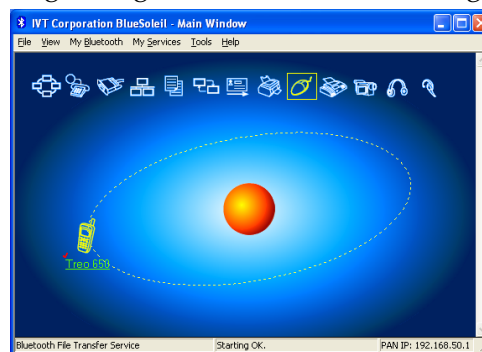 IVT Corporation BlueSoleil - Main Window
File View My Bluetooth My Services Tools Help
Treo 650
Bluetooth File Transfer Service Starting OK. PAN IP: 192.168.50.1